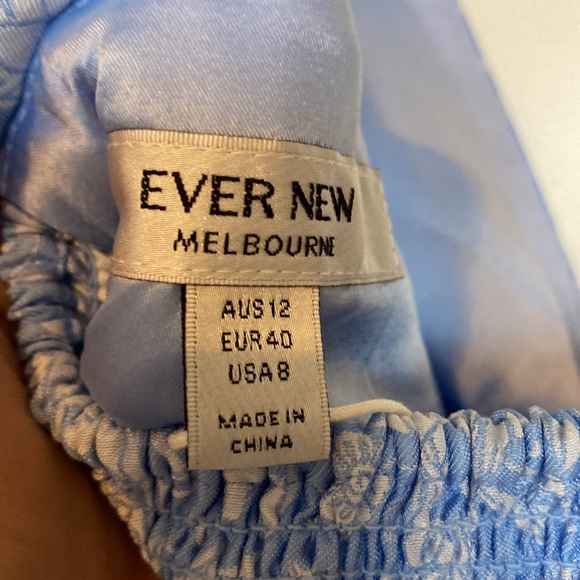 EVER NEW
MELBOURNE
AUS 12
EUR 40
USA 8
MADE IN
CHINA